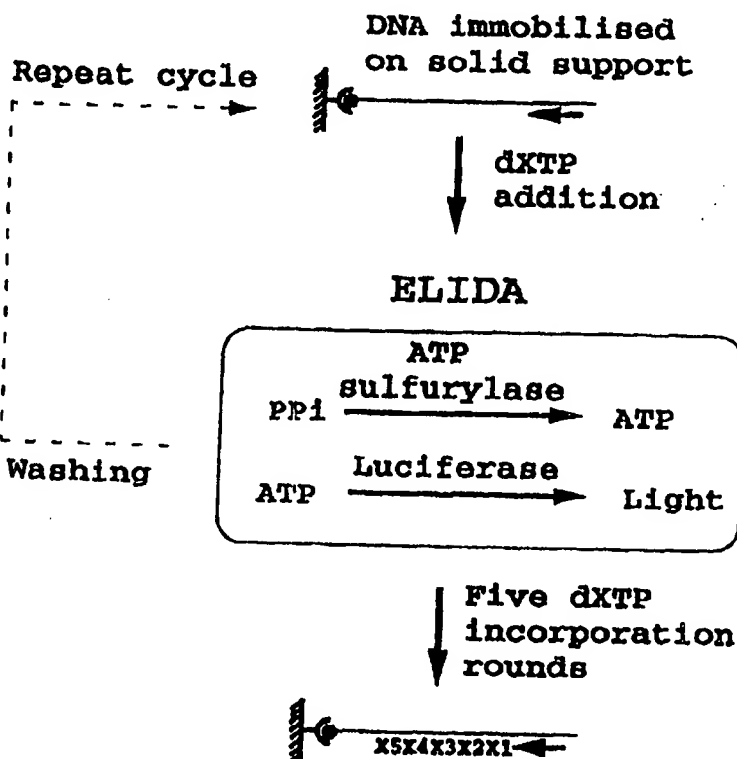 DNA immobilised
on solid support
Repeat cycle
dXTP
addition
ELIDA
ATP
sulfurylase
PPi
ATP
Luciferase
ATP
Light
Washing
Five dXTP
incorporation
rounds
X5X4X3X2X1